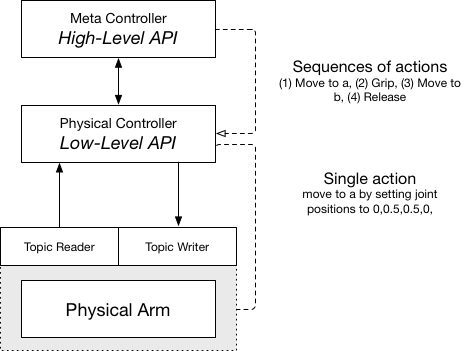 Meta Controller
High-Level API
Sequences of actions
(1) Move to a, (2) Grip, (3) Move to
b, (4) Release
Physical Controller
Low-Level API
Single action
move to a by setting joint
positions to 0,0.5,0.5,0,
Topic Reader
Topic Writer
Physical Arm